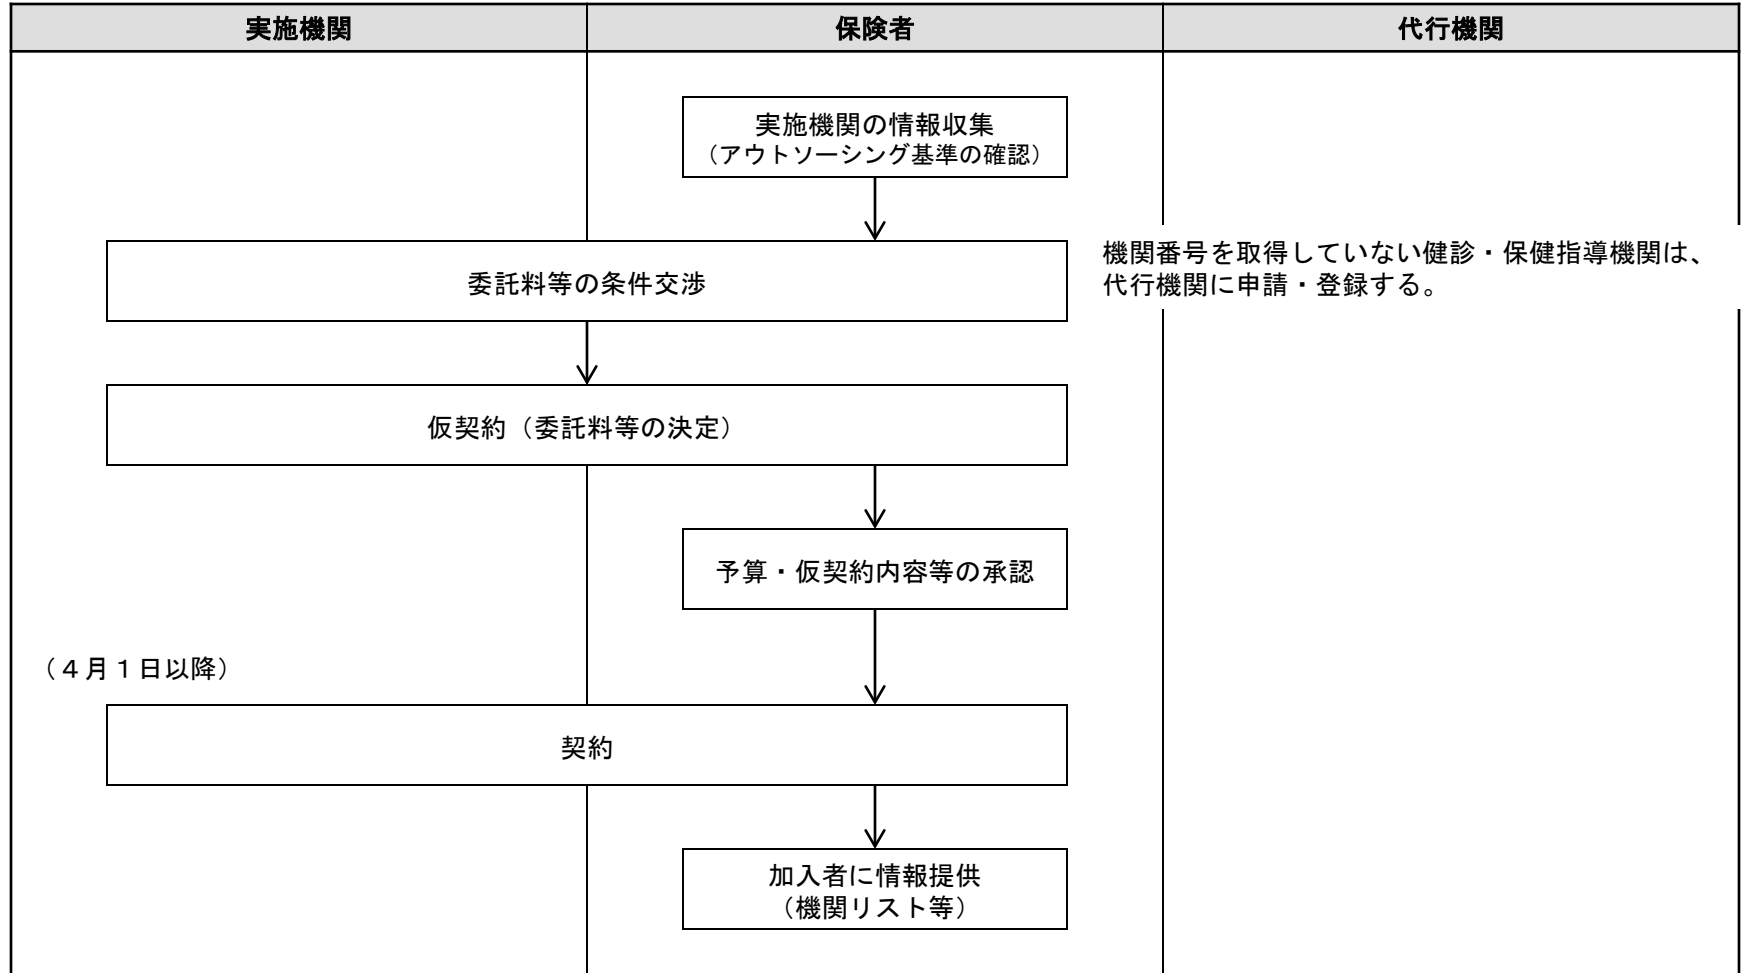 実施機関
保険者
代行機関
実施機関の情報収集
（アウトソーシング基準の確認）
機関番号を取得していない健診・保健指導機関は、
代行機関に申請・登録する。
委託料等の条件交渉
仮契約（委託料等の決定）
予算・仮契約内容等の承認
（４月１日以降）
契約
加入者に情報提供
（機関リスト等）